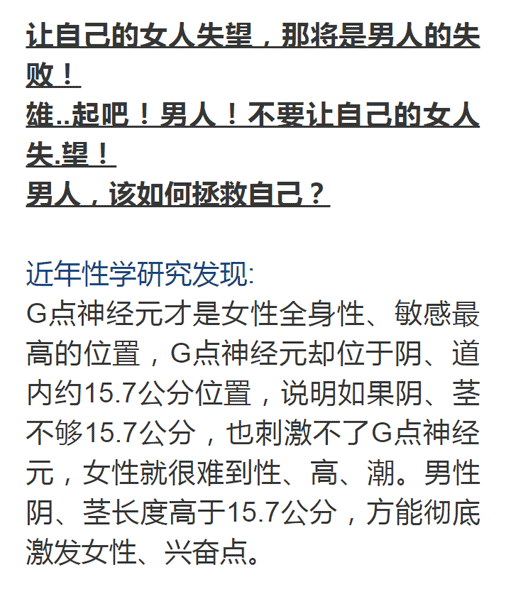 让自己的女人失望，那将是男人的失
败！
雄..起吧！男人！不要让自己的女人
失.望！
男人，该如何拯救自己？
近年性学研究发现:
G点神经元才是女性全身性、敏感最
高的位置，G点神经元却位于阴、道
内约15.7公分位置，说明如果阴、茎
不够15.7公分，也刺激不了G点神经
元，女性就很难到性、高、潮。男性
阴、茎长度高于15.7公分，方能彻底
激发女性、兴奋点。